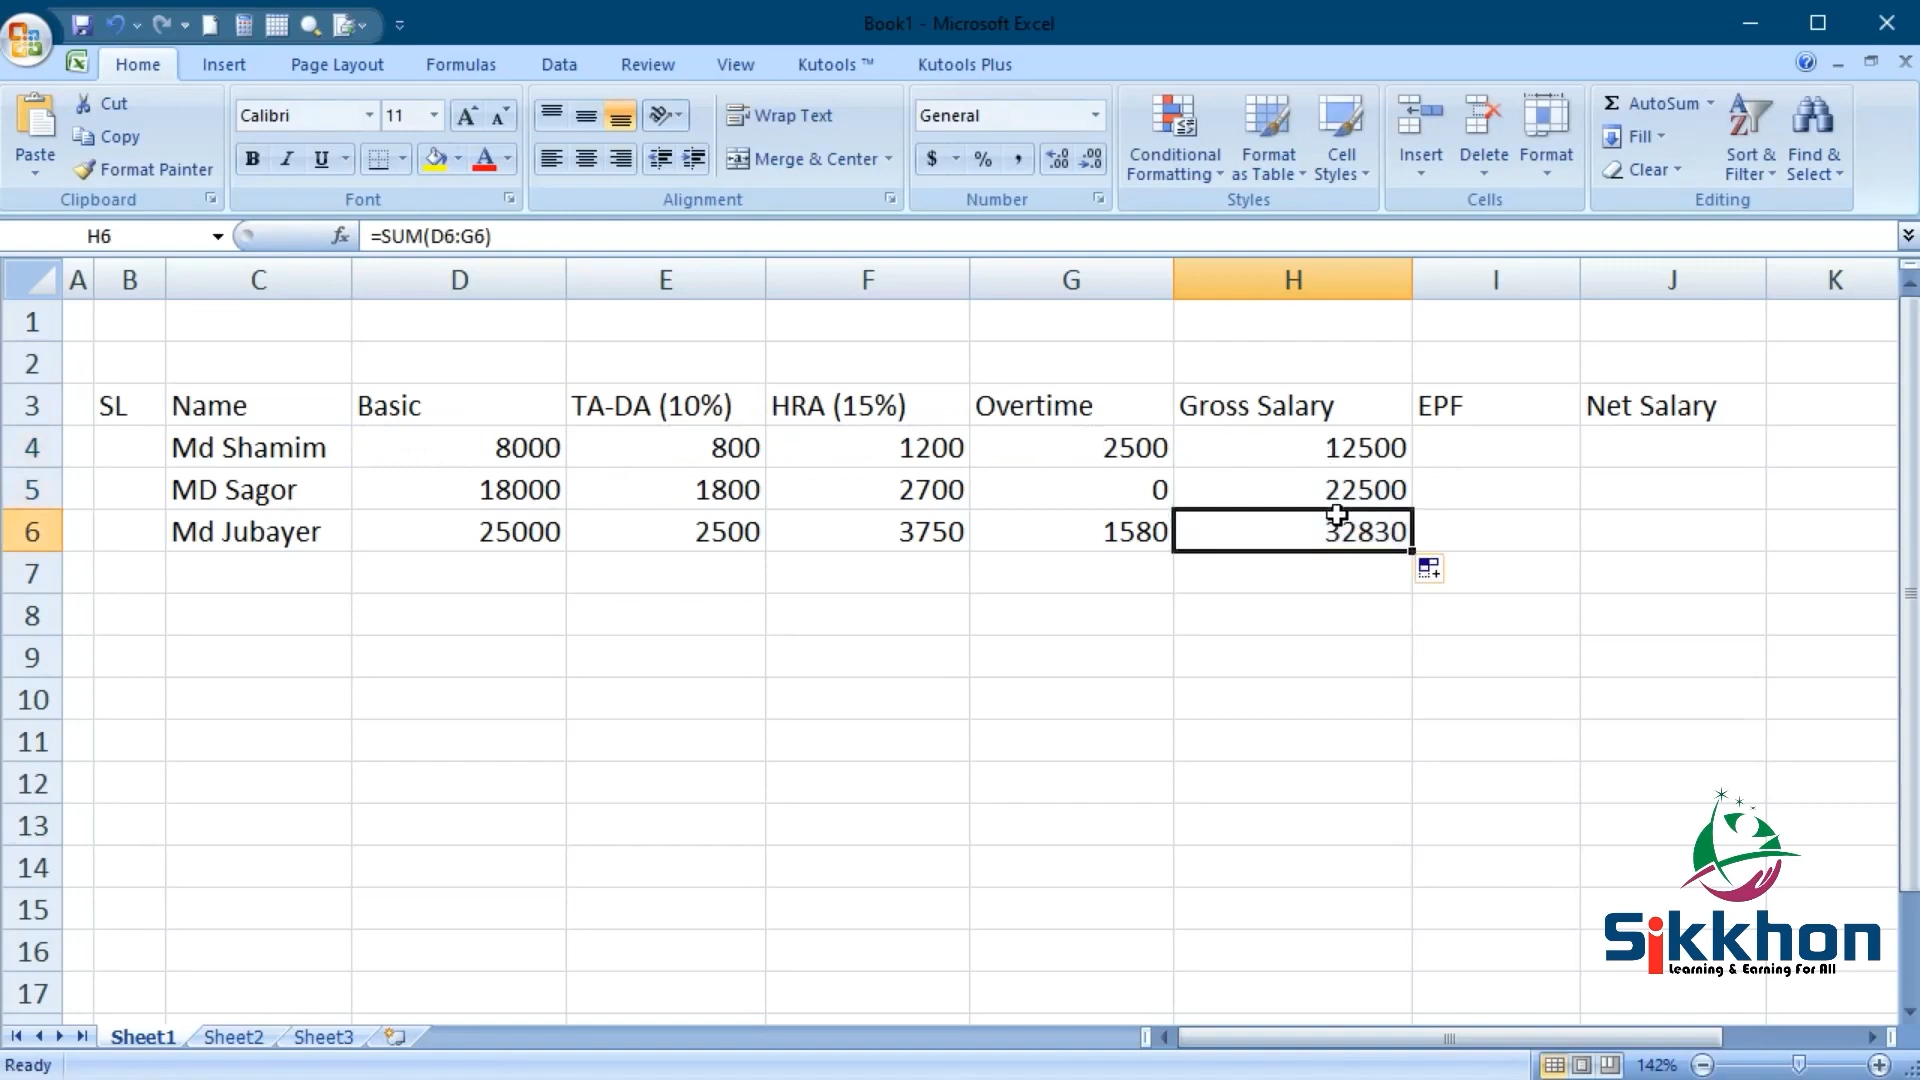 Book1 - Microsoft Excel
Home Insert Page Layout Formulas Data Review View Kutools ™ Kutools Plus
Paste
Cut
Copy
Format Painter
Clipboard
Calibri 11
B I U
Font
Wrap Text
Merge & Center
Alignment
General
$ % ,
Number
Conditional Formatting
Format as Table
Cell Styles
Styles
Insert Delete Format
Cells
Σ AutoSum
Fill
Clear
Sort & Filter
Find & Select
Editing
H6 fx =SUM(D6:G6)
A B C D E F G H I J K
1
2
3 SL Name Basic TA-DA (10%) HRA (15%) Overtime Gross Salary EPF Net Salary
4 Md Shamim 8000 800 1200 2500 12500
5 MD Sagor 18000 1800 2700 0 22500
6 Md Jubayer 25000 2500 3750 1580 32830
7
8
9
10
11
12
13
14
15
16
17
Sikkhon
Learning & Earning For All
Sheet1 Sheet2 Sheet3
Ready 142%